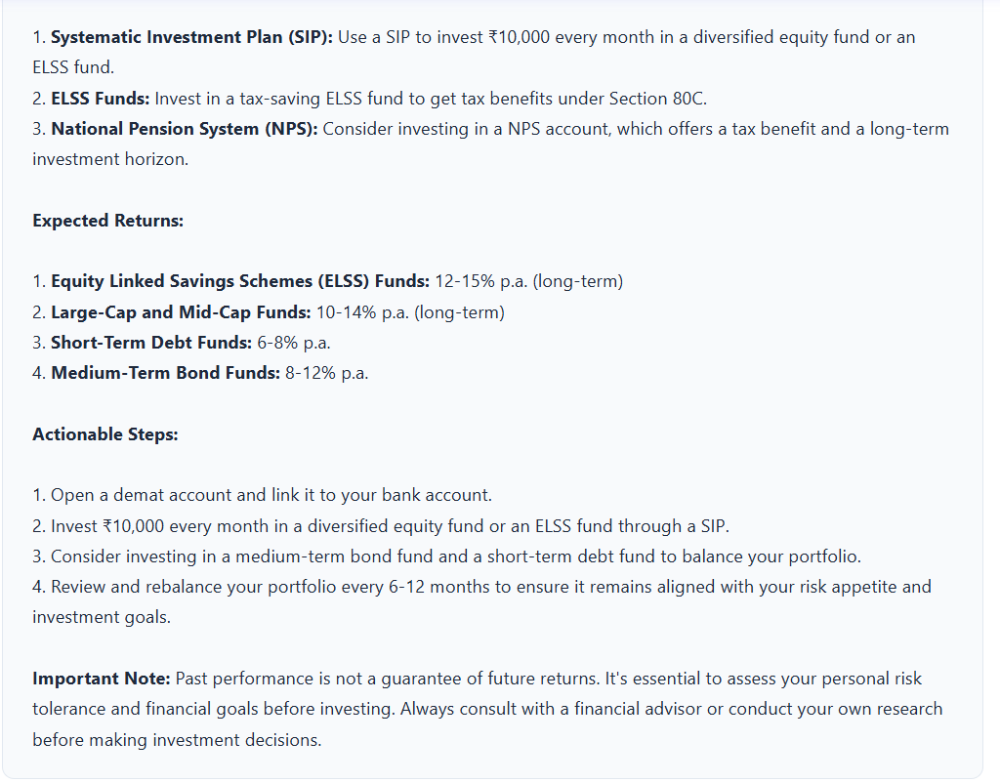 1. Systematic Investment Plan (SIP): Use a SIP to invest ₹10,000 every month in a diversified equity fund or an
ELSS fund.
2. ELSS Funds: Invest in a tax-saving ELSS fund to get tax benefits under Section 80C.
3. National Pension System (NPS): Consider investing in a NPS account, which offers a tax benefit and a long-term
investment horizon.
Expected Returns:
1. Equity Linked Savings Schemes (ELSS) Funds: 12-15% p.a. (long-term)
2. Large-Cap and Mid-Cap Funds: 10-14% p.a. (long-term)
3. Short-Term Debt Funds: 6-8% p.a.
4. Medium-Term Bond Funds: 8-12% p.a.
Actionable Steps:
1. Open a demat account and link it to your bank account.
2. Invest ₹10,000 every month in a diversified equity fund or an ELSS fund through a SIP.
3. Consider investing in a medium-term bond fund and a short-term debt fund to balance your portfolio.
4. Review and rebalance your portfolio every 6-12 months to ensure it remains aligned with your risk appetite and
investment goals.
Important Note: Past performance is not a guarantee of future returns. It's essential to assess your personal risk
tolerance and financial goals before investing. Always consult with a financial advisor or conduct your own research
before making investment decisions.